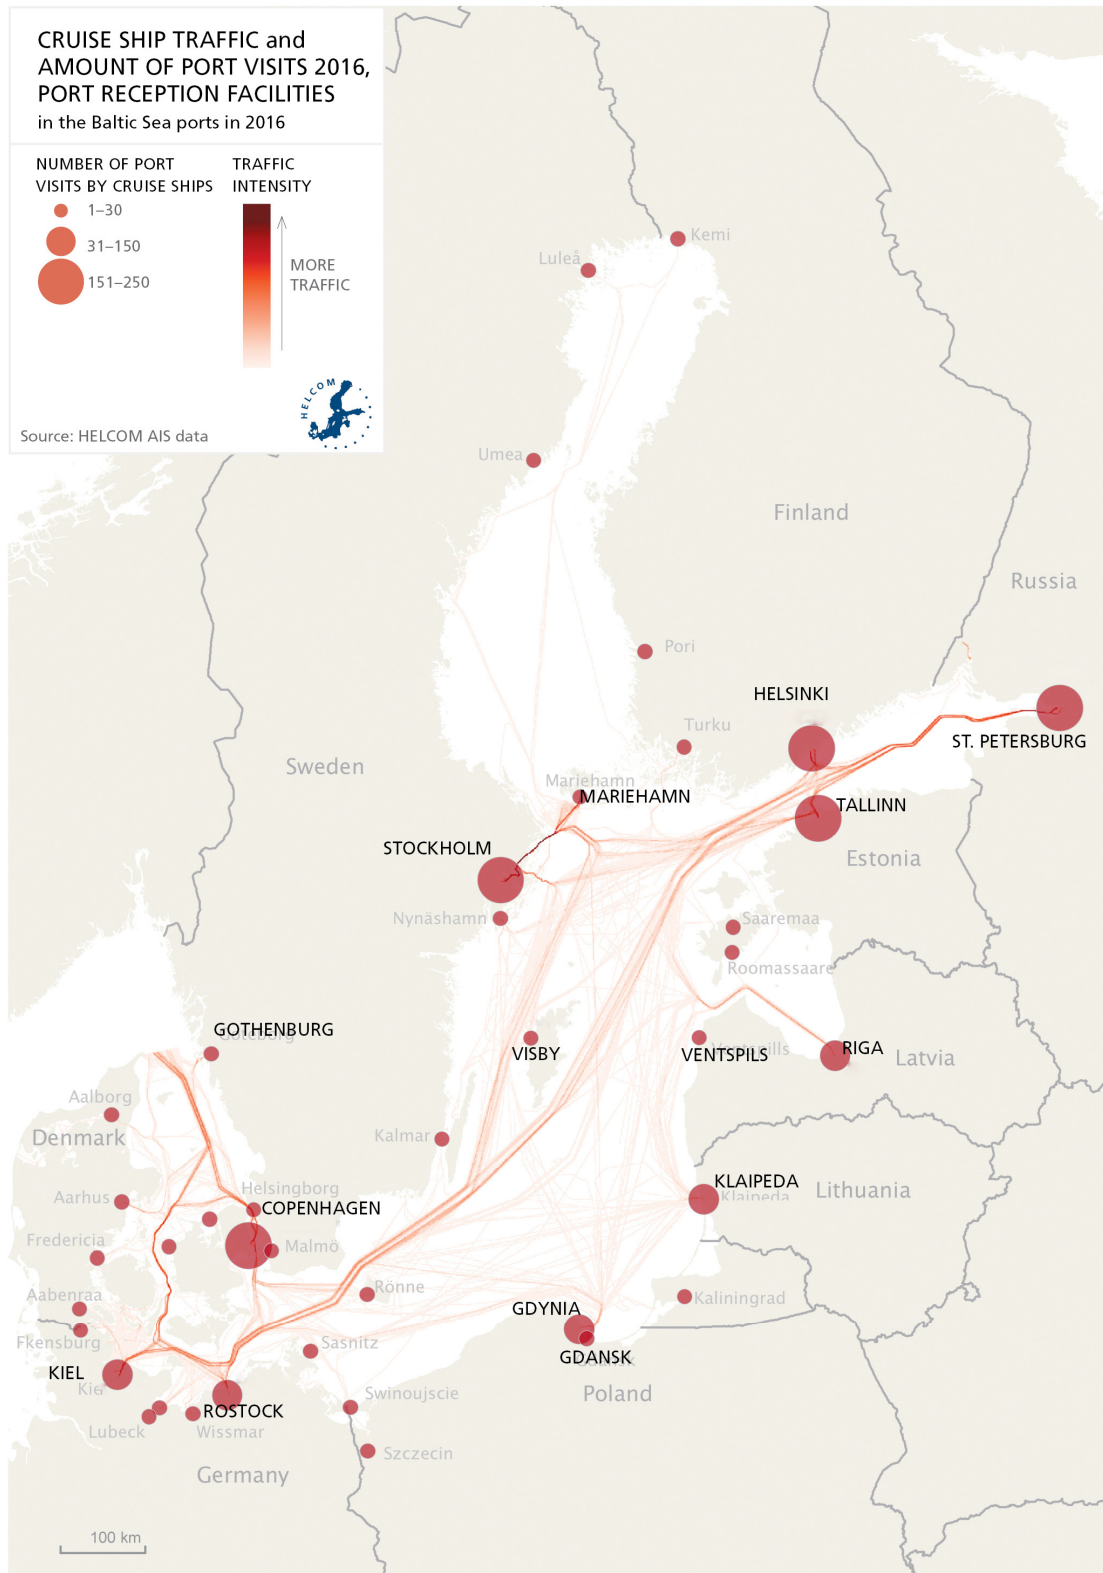 CRUISE SHIP TRAFFIC and
AMOUNT OF PORT VISITS 2016,
PORT RECEPTION FACILITIES
in the Baltic Sea ports in 2016
NUMBER OF PORT
VISITS BY CRUISE SHIPS
1–30
31–150
151–250
TRAFFIC
INTENSITY
MORE
TRAFFIC
HELCOM
Source: HELCOM AIS data
Kemi
Luleå
Umea
Finland
Russia
Pori
HELSINKI
Turku
ST. PETERSBURG
Sweden
Mariehamn
MARIEHAMN
TALLINN
STOCKHOLM
Estonia
Nynäshamn
Saaremaa
Roomassaare
GOTHENBURG
Göteborg
VISBY
VENTSPILS
Ventspills
RIGA
Latvia
Aalborg
Denmark
Kalmar
KLAIPEDA
Klaipeda
Lithuania
Aarhus
Helsingborg
COPENHAGEN
Fredericia
Malmö
Aabenraa
Rönne
Kaliningrad
GDYNIA
Fkensburg
Sasnitz
GDANSK
KIEL
Kiel
Poland
Swinoujscie
ROSTOCK
Lubeck
Wissmar
Szczecin
Germany
100 km